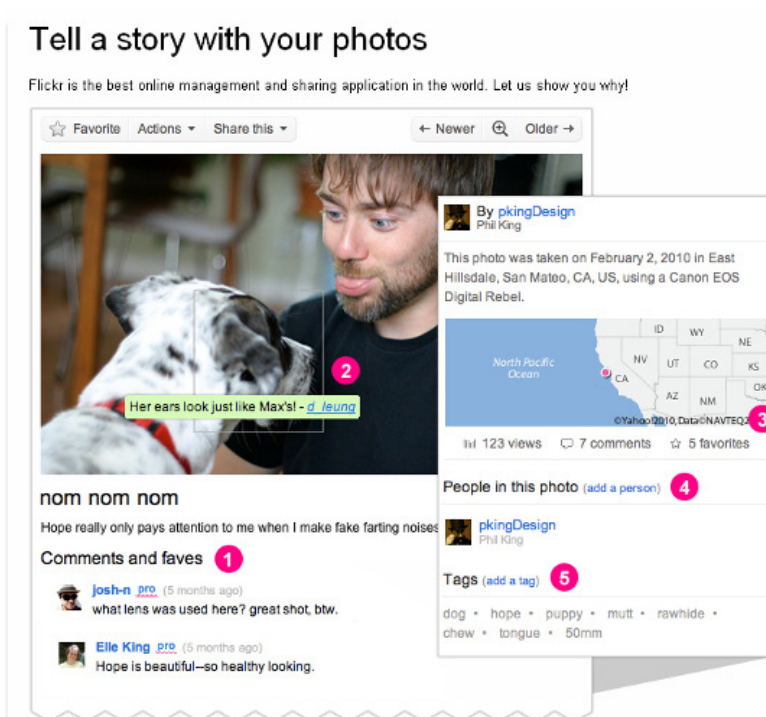 Tell a story with your photos
Flickr is the best online management and sharing application in the world. Let us show you why!
Favorite Actions Share this
← Newer Older →
2
Her ears look just like Max's! - d_leung
nom nom nom
Hope really only pays attention to me when I make fake farting noises
Comments and faves 1
josh-n pro (5 months ago)
what lens was used here? great shot, btw.
Elle King pro (5 months ago)
Hope is beautiful--so healthy looking.
By pkingDesign
Phil King
This photo was taken on February 2, 2010 in East
Hillsdale, San Mateo, CA, US, using a Canon EOS
Digital Rebel.
ID WY
NE
North Pacific
Ocean
NV UT CO KS
CA
AZ NM OK
©Yahoo!2010, Data©NAVTEQ2
3
123 views 7 comments 5 favorites
People in this photo (add a person) 4
pkingDesign
Phil King
Tags (add a tag) 5
dog • hope • puppy • mutt • rawhide •
chew • tongue • 50mm